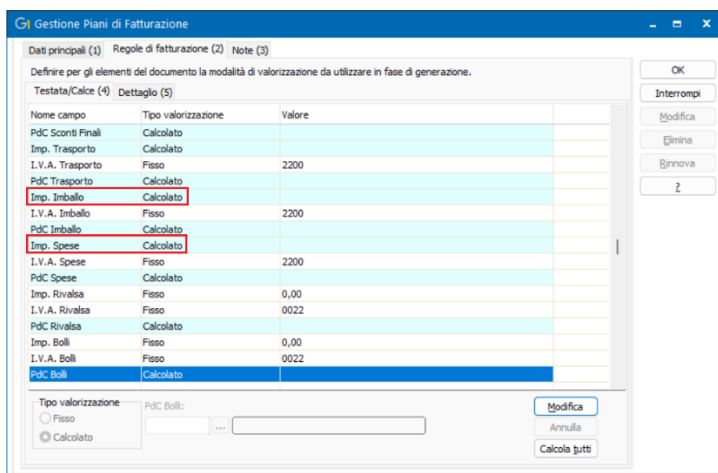 G1 Gestione Piani di Fatturazione
Dati principali (1) Regole di fatturazione (2) Note (3)
Definire per gli elementi del documento la modalità di valorizzazione da utilizzare in fase di generazione.
Testata/Calce (4) Dettaglio (5)
Nome campo Tipo valorizzazione Valore
PdC Sconti Finali Calcolato
Imp. Trasporto Calcolato
I.V.A. Trasporto Fisso 2200
PdC Trasporto Calcolato
Imp. Imballo Calcolato
I.V.A. Imballo Fisso 2200
PdC Imballo Calcolato
Imp. Spese Calcolato
I.V.A. Spese Fisso 2200
PdC Spese Calcolato
Imp. Rivalsa Fisso 0,00
I.V.A. Rivalsa Fisso 0022
PdC Rivalsa Calcolato
Imp. Bolli Fisso 0,00
I.V.A. Bolli Fisso 0022
PdC Bolli Calcolato
Tipo valorizzazione
Fisso
Calcolato
PdC Bolli:
...
Modifica
Annulla
Calcola tutti
OK
Interrompi
Modifica
Elimina
Rinnova
?